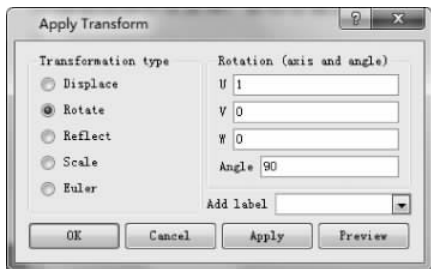 Apply Transform
Transformation type
Displace
Rotate
Reflect
Scale
Euler
Rotation (axis and angle)
U 1
V 0
W 0
Angle 90
Add label
OK Cancel Apply Preview